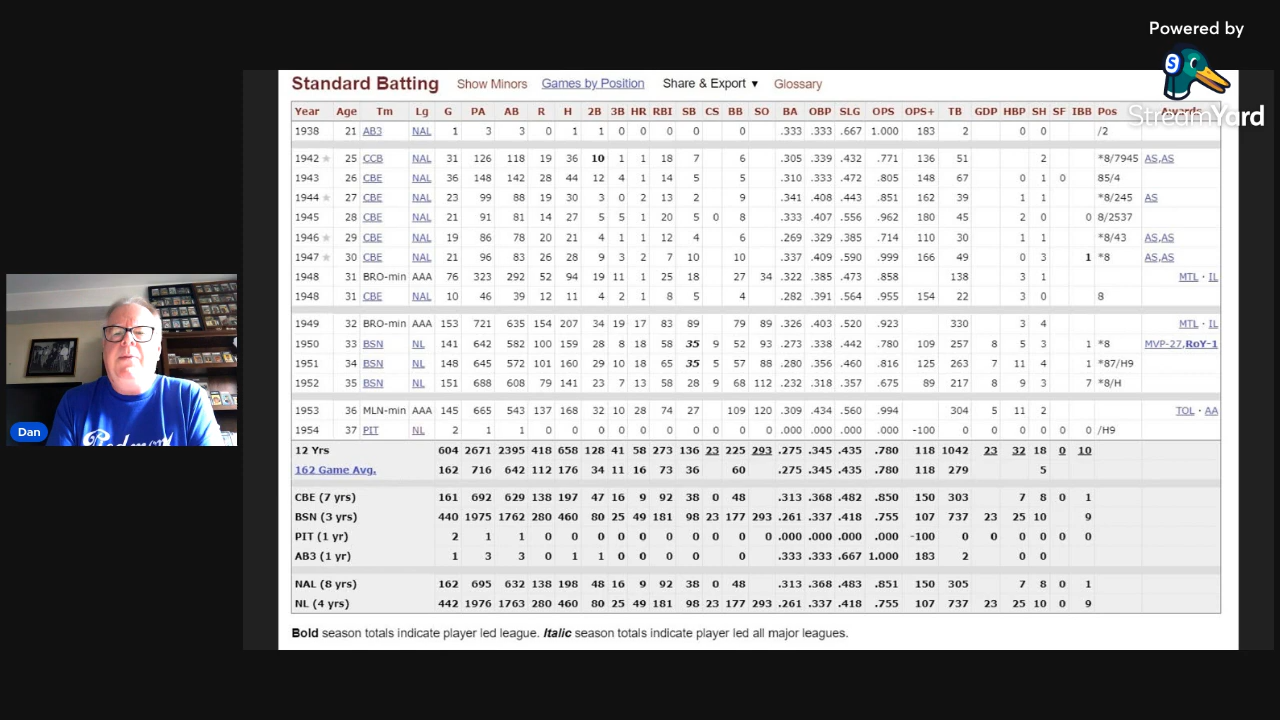 Powered by
StreamYard
Standard Batting Show Minors Games by Position Share & Export ▼ Glossary
Year Age Tm Lg G PA AB R H 2B 3B HR RBI SB CS BB SO BA OBP SLG OPS OPS+ TB GDP HBP SH SF IBB Pos Awards
1938 21 AB3 NAL 1 3 3 0 1 1 0 0 0 0 0 .333 .333 .667 1.000 183 2 0 0 /2
1942 ★ 25 CCB NAL 31 126 118 19 36 10 1 1 18 7 6 .305 .339 .432 .771 136 51 2 *8/7945 AS,AS
1943 26 CBE NAL 36 148 142 28 44 12 4 1 14 5 5 .310 .333 .472 .805 148 67 0 1 0 85/4
1944 ★ 27 CBE NAL 23 99 88 19 30 3 0 2 13 2 9 .341 .408 .443 .851 162 39 1 1 *8/245 AS
1945 28 CBE NAL 21 91 81 14 27 5 5 1 20 5 0 8 .333 .407 .556 .962 180 45 2 0 0 8/2537
1946 ★ 29 CBE NAL 19 86 78 20 21 4 1 1 12 4 6 .269 .329 .385 .714 110 30 1 1 *8/43 AS,AS
1947 ★ 30 CBE NAL 21 96 83 26 28 9 3 2 7 10 10 .337 .409 .590 .999 166 49 0 3 1 *8 AS,AS
1948 31 BRO-min AAA 76 323 292 52 94 19 11 1 25 18 27 34 .322 .385 .473 .858 138 3 1 MTL · IL
1948 31 CBE NAL 10 46 39 12 11 4 2 1 8 5 4 .282 .391 .564 .955 154 22 3 0 8
1949 32 BRO-min AAA 153 721 635 154 207 34 19 17 83 89 79 89 .326 .403 .520 .923 330 3 4 MTL · IL
1950 33 BSN NL 141 642 582 100 159 28 8 18 58 35 9 52 93 .273 .338 .442 .780 109 257 8 5 3 1 *8 MVP-27,RoY-1
1951 34 BSN NL 148 645 572 101 160 29 10 18 65 35 5 57 88 .280 .356 .460 .816 125 263 7 11 4 1 *87/H9
1952 35 BSN NL 151 688 608 79 141 23 7 13 58 28 9 68 112 .232 .318 .357 .675 89 217 8 9 3 7 *8/H
1953 36 MLN-min AAA 145 665 543 137 168 32 10 28 74 27 109 120 .309 .434 .560 .994 304 5 11 2 TOL · AA
1954 37 PIT NL 2 1 1 0 0 0 0 0 0 0 0 0 0 .000 .000 .000 .000 -100 0 0 0 0 0 0 /H9
12 Yrs 604 2671 2395 418 658 128 41 58 273 136 23 225 293 .275 .345 .435 .780 118 1042 23 32 18 0 10
162 Game Avg. 162 716 642 112 176 34 11 16 73 36 60 .275 .345 .435 .780 118 279 5
CBE (7 yrs) 161 692 629 138 197 47 16 9 92 38 0 48 .313 .368 .482 .850 150 303 7 8 0 1
BSN (3 yrs) 440 1975 1762 280 460 80 25 49 181 98 23 177 293 .261 .337 .418 .755 107 737 23 25 10 9
PIT (1 yr) 2 1 1 0 0 0 0 0 0 0 0 0 0 .000 .000 .000 .000 -100 0 0 0 0 0 0
AB3 (1 yr) 1 3 3 0 1 1 0 0 0 0 0 .333 .333 .667 1.000 183 2 0 0
NAL (8 yrs) 162 695 632 138 198 48 16 9 92 38 0 48 .313 .368 .483 .851 150 305 7 8 0 1
NL (4 yrs) 442 1976 1763 280 460 80 25 49 181 98 23 177 293 .261 .337 .418 .755 107 737 23 25 10 0 9
Bold season totals indicate player led league. Italic season totals indicate player led all major leagues.
Dan